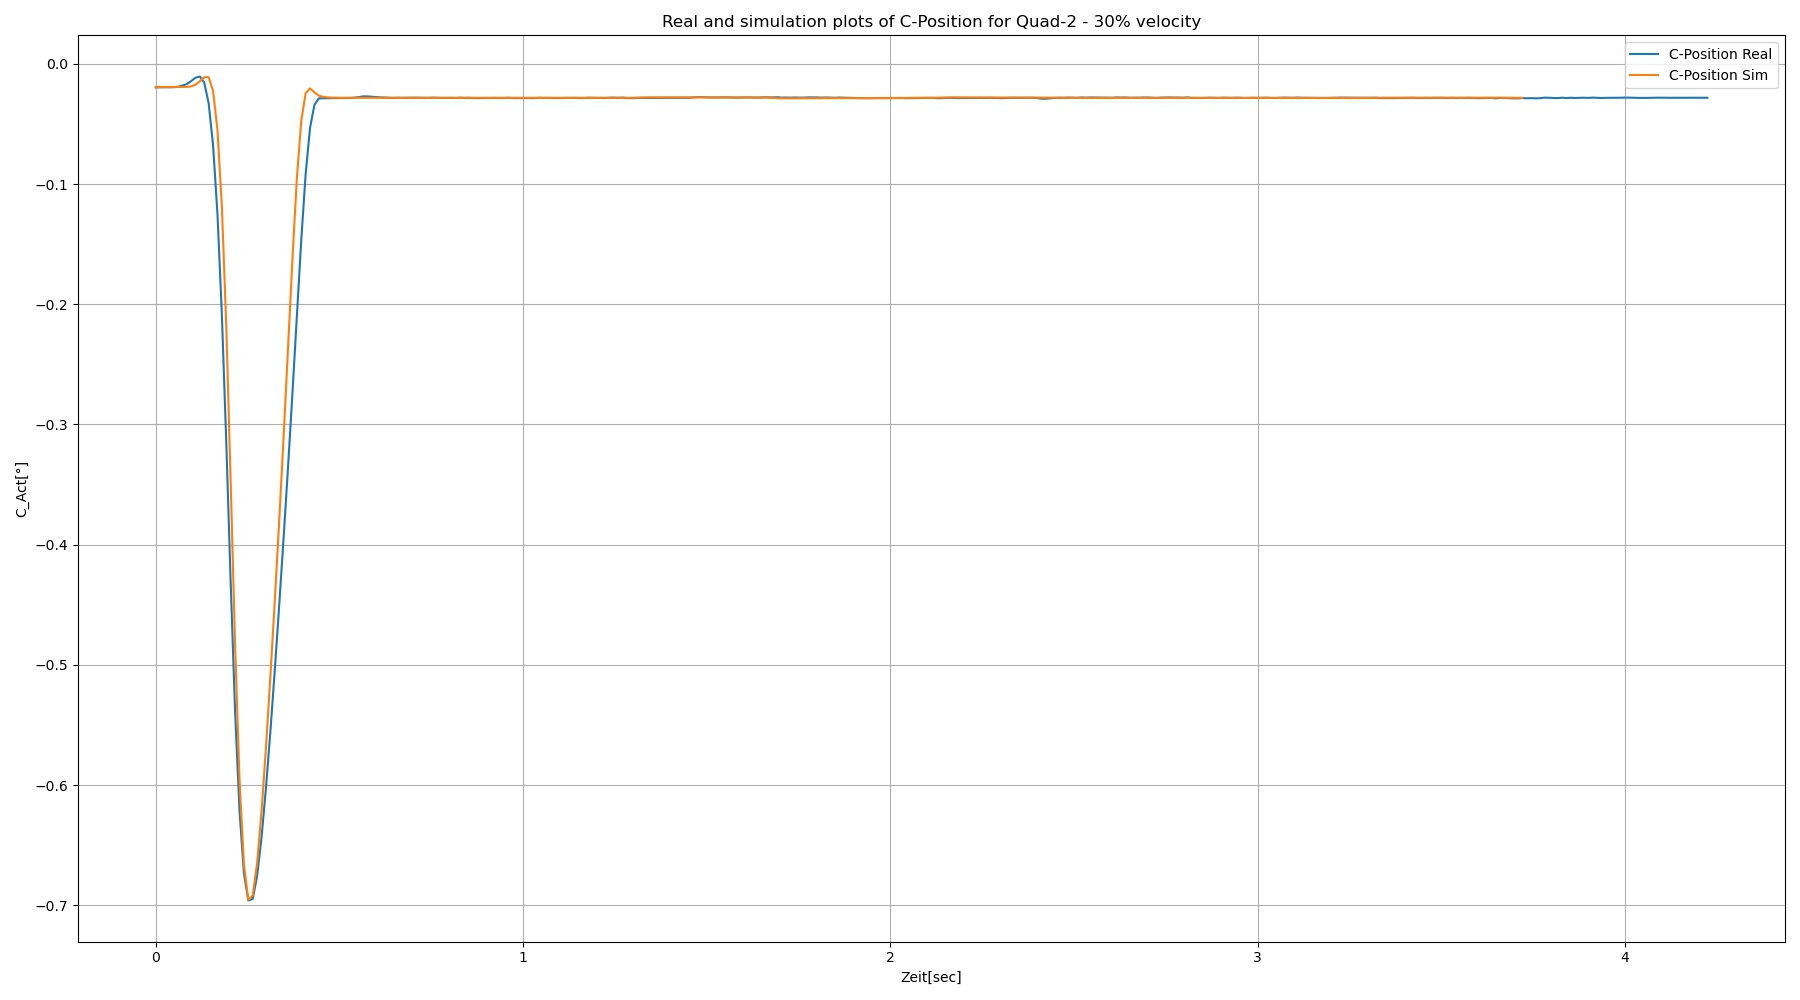 Real and simulation plots of C-Position for Quad-2 - 30% velocity
C-Position Real
C-Position Sim
0.0
−0.1
−0.2
−0.3
−0.4
−0.5
−0.6
−0.7
C_Act[°]
0
1
2
3
4
Zeit[sec]